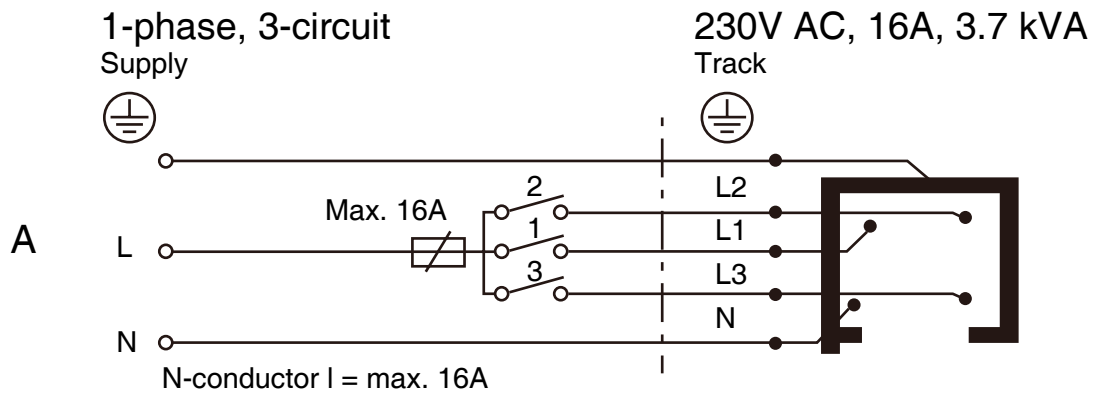 1-phase, 3-circuit
230V AC, 16A, 3.7 kVA
Supply
Track
2
L2
Max. 16A
1
L1
A
L
3
L3
N
N
N-conductor I = max. 16A